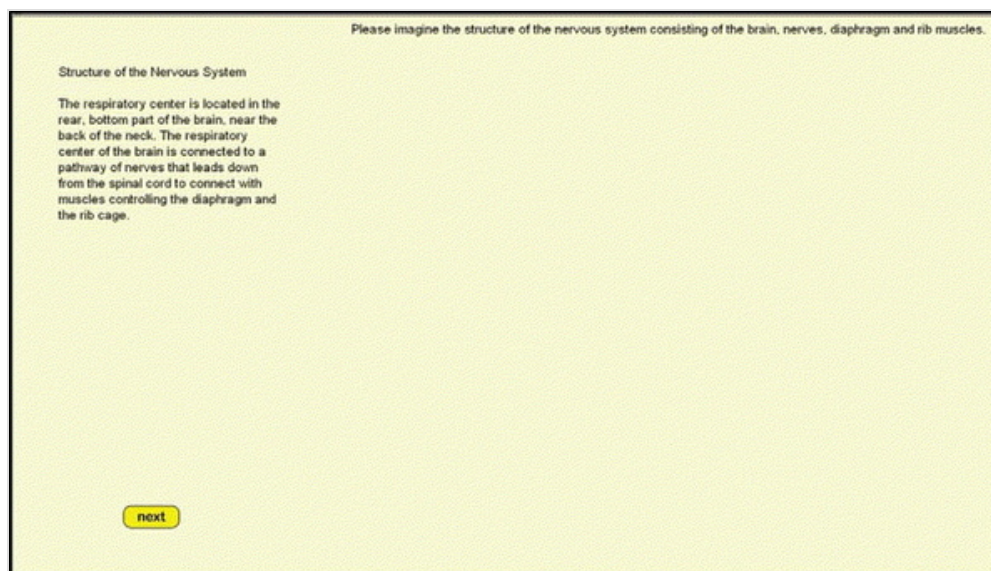 Please imagine the structure of the nervous system consisting of the brain, nerves, diaphragm and rib muscles.
Structure of the Nervous System
The respiratory center is located in the
rear, bottom part of the brain, near the
back of the neck. The respiratory
center of the brain is connected to a
pathway of nerves that leads down
from the spinal cord to connect with
muscles controlling the diaphragm and
the rib cage.
next